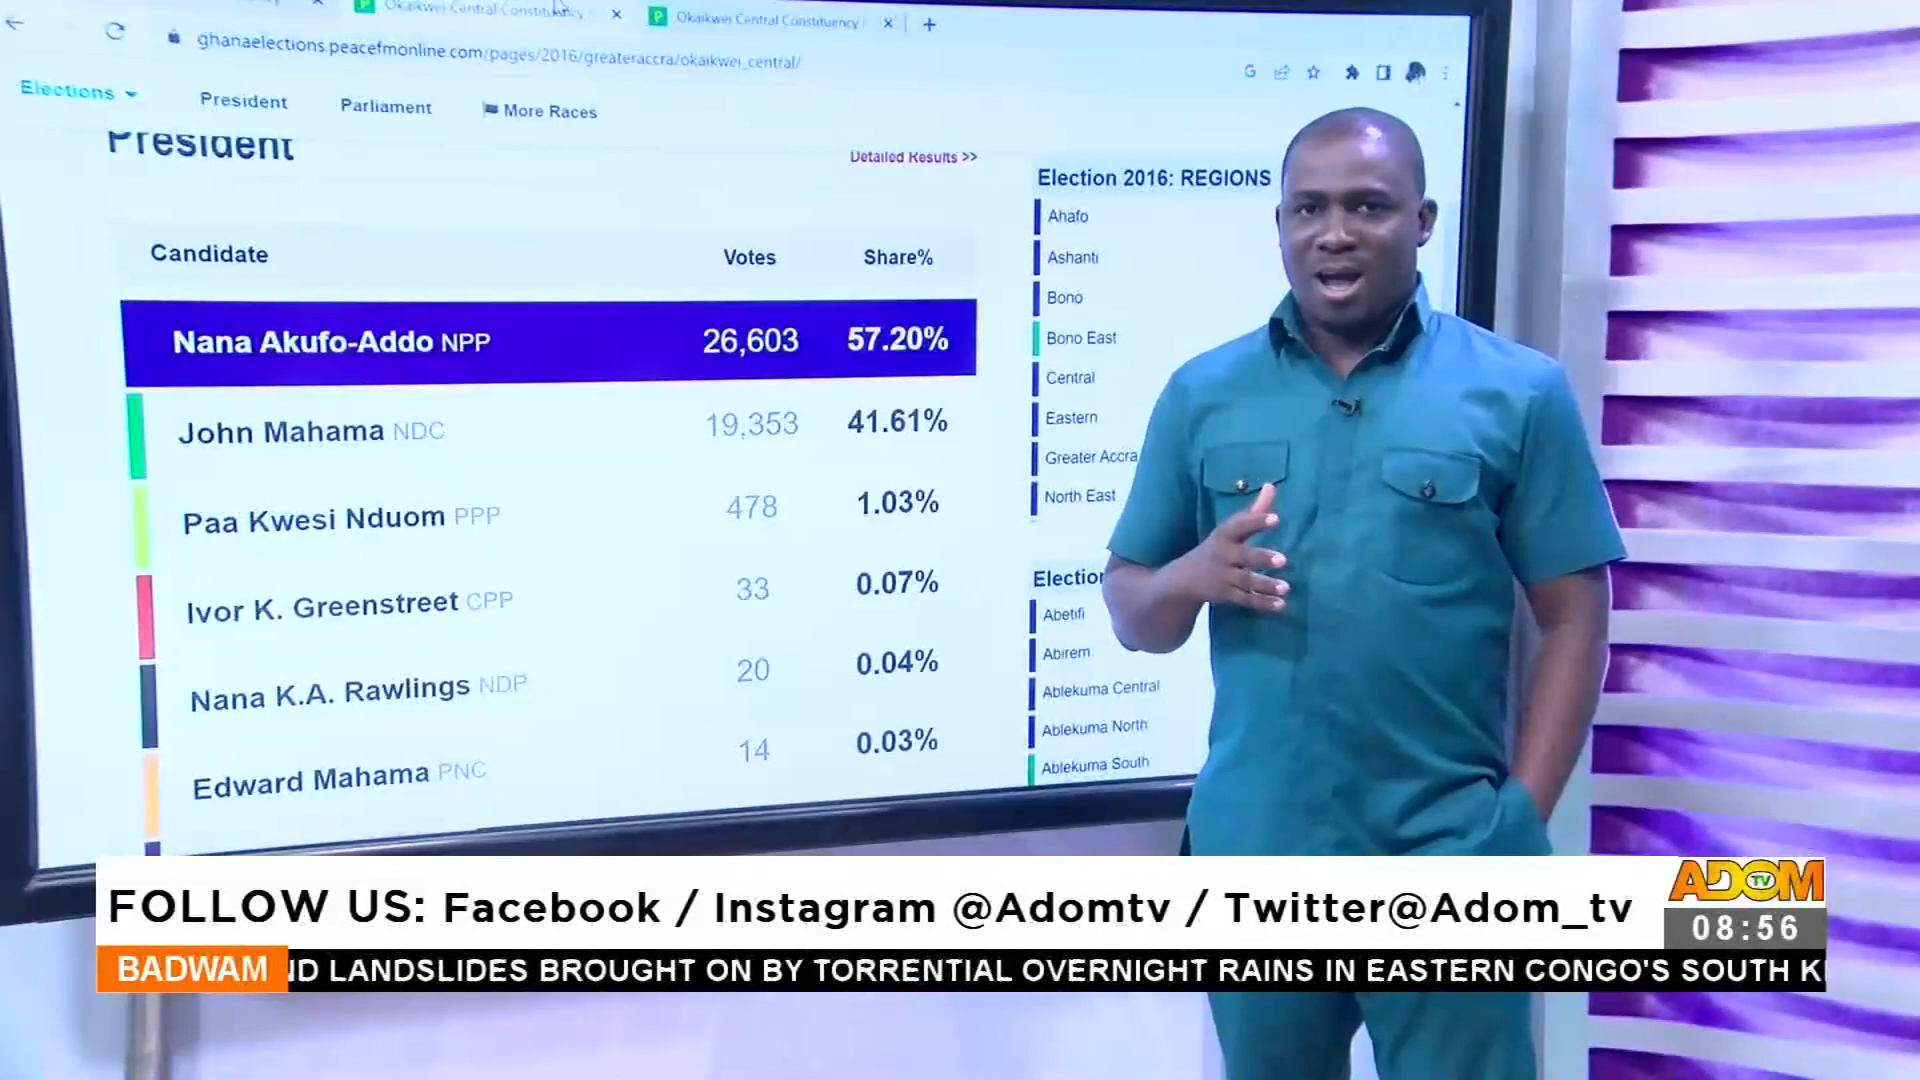 Okaikwei Central Constituency
Okaikwei Central Constituency
ghanaelections.peacefmonline.com/pages/2016/greateraccra/okaikwei_central/
Elections
President
Parliament
More Races
President
Detailed Results >>
Candidate Votes Share%
Nana Akufo-Addo NPP 26,603 57.20%
John Mahama NDC 19,353 41.61%
Paa Kwesi Nduom PPP 478 1.03%
Ivor K. Greenstreet CPP 33 0.07%
Nana K.A. Rawlings NDP 20 0.04%
Edward Mahama PNC 14 0.03%
Election 2016: REGIONS
Ahafo
Ashanti
Bono
Bono East
Central
Eastern
Greater Accra
North East
Election
Abetifi
Abirem
Ablekuma Central
Ablekuma North
Ablekuma South
FOLLOW US: Facebook / Instagram @Adomtv / Twitter@Adom_tv
ADOM TV
08:56
BADWAM
ND LANDSLIDES BROUGHT ON BY TORRENTIAL OVERNIGHT RAINS IN EASTERN CONGO'S SOUTH K